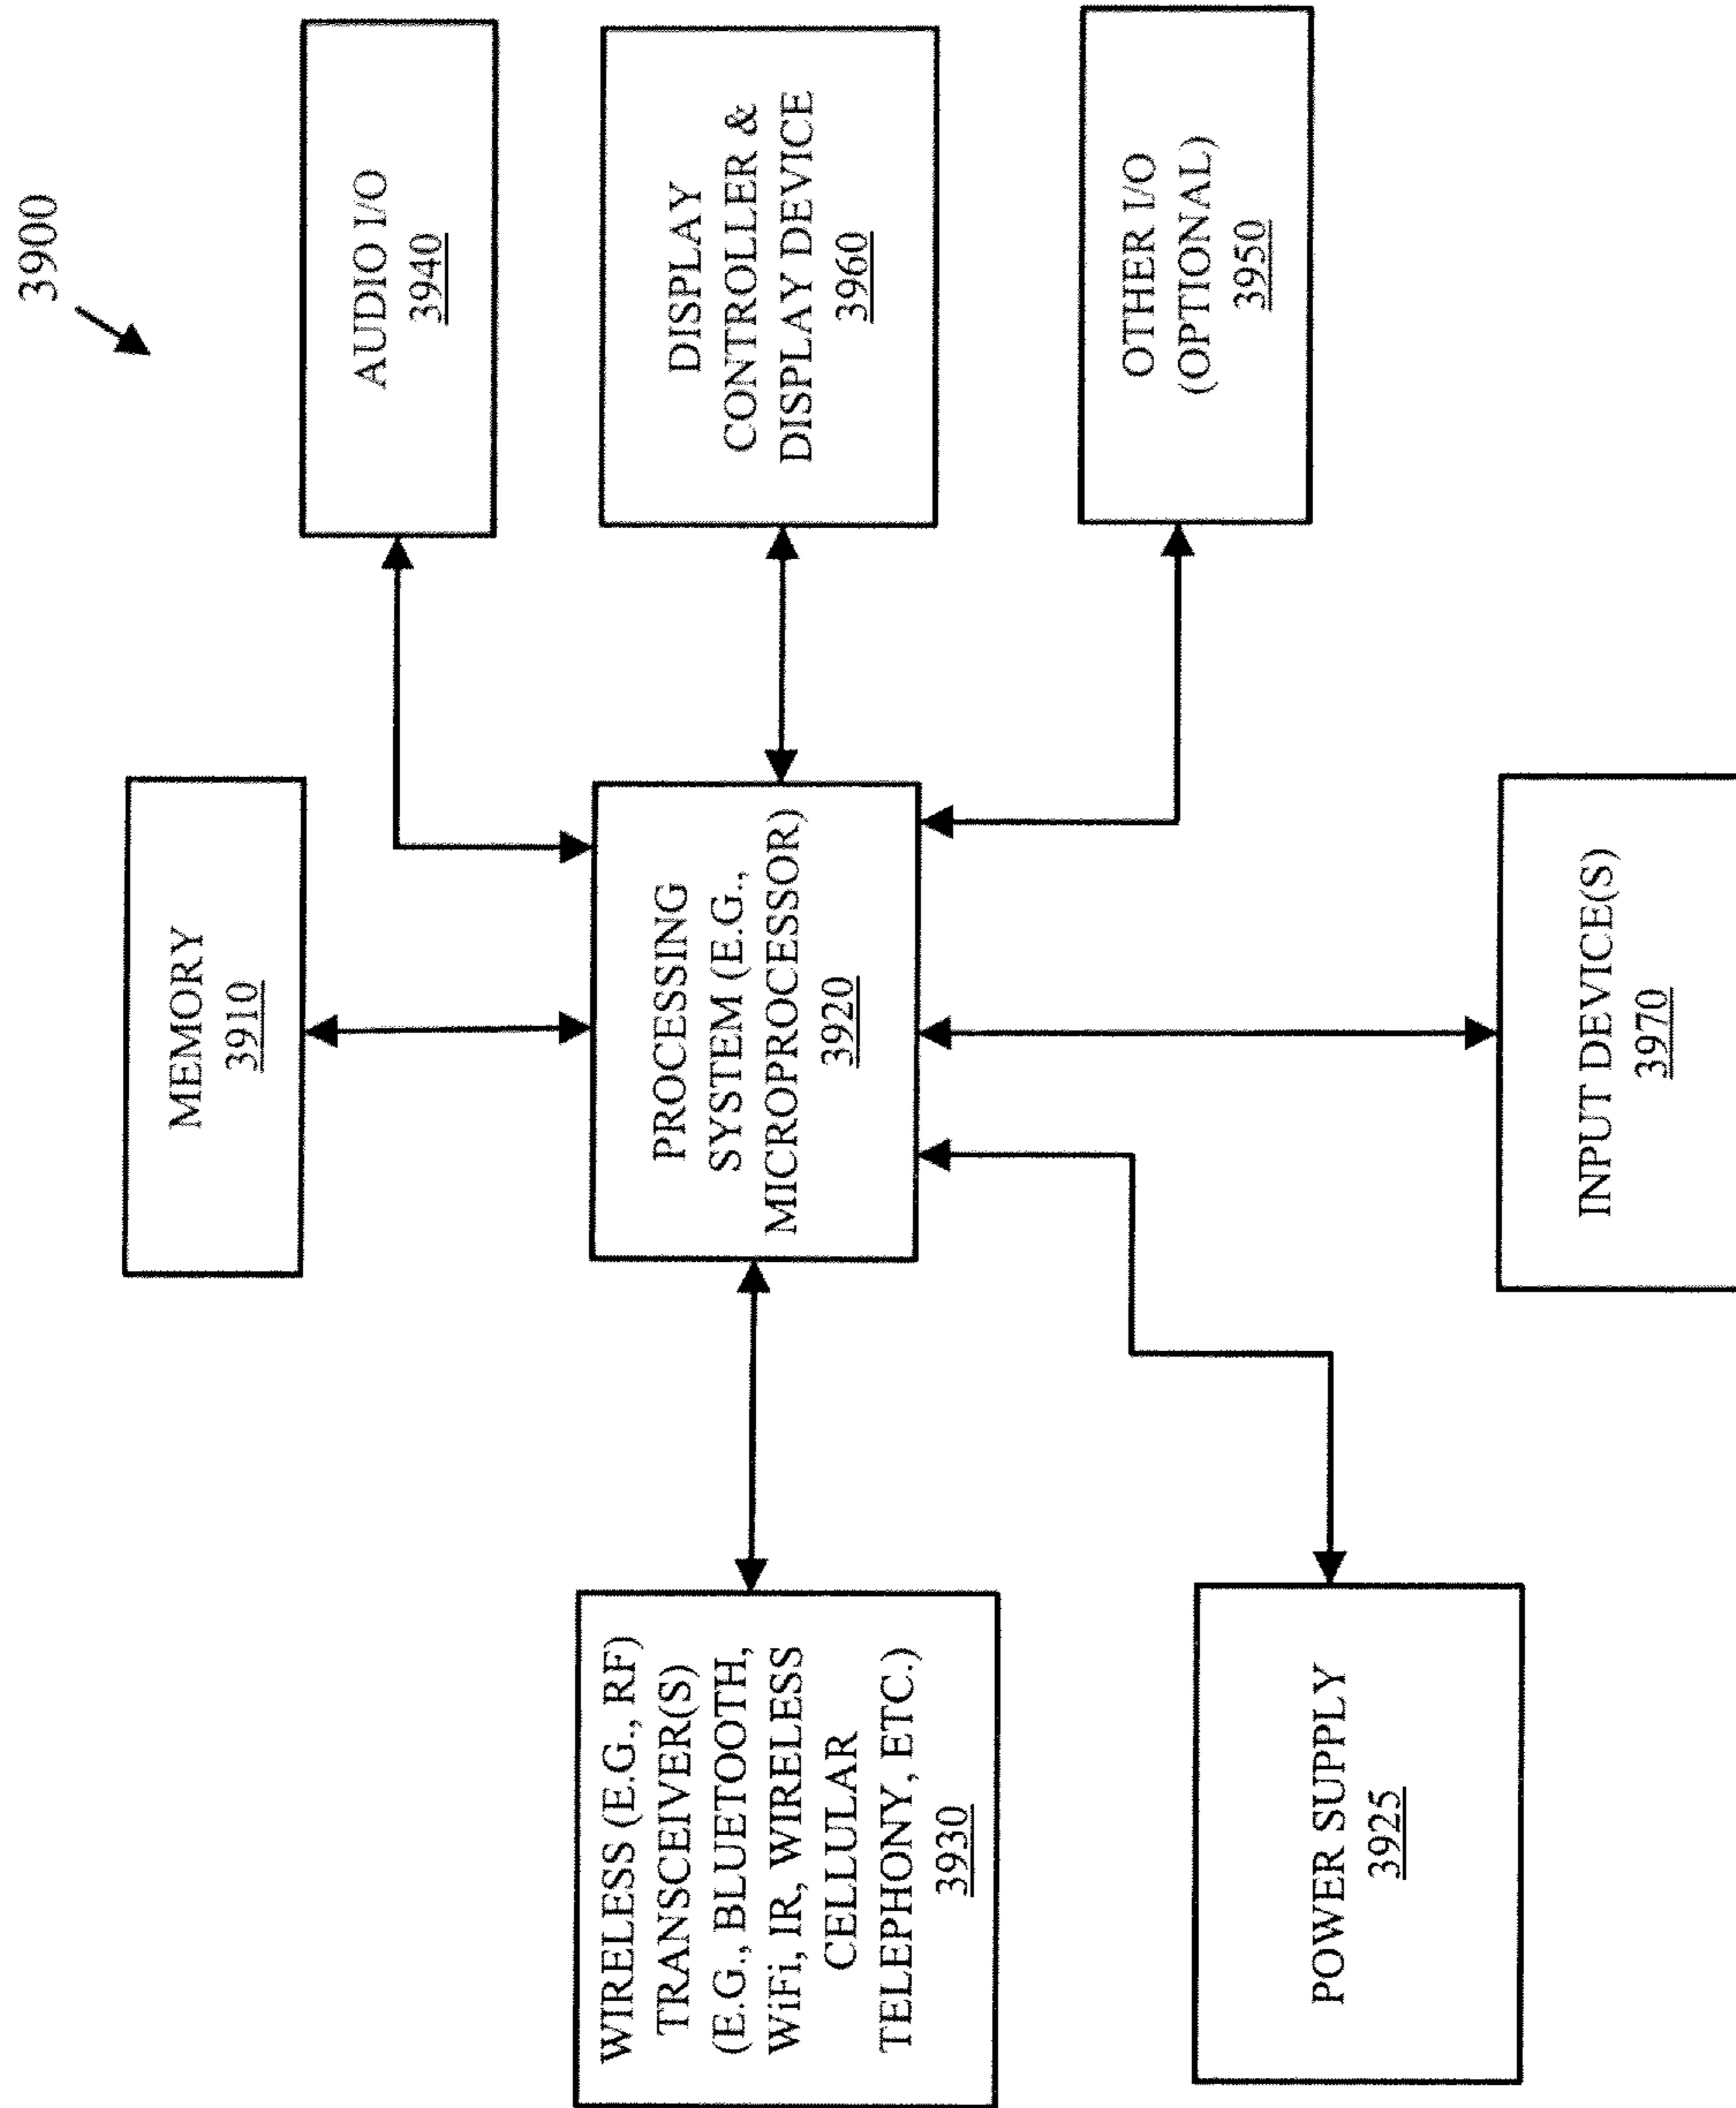 3900
MEMORY
3910
AUDIO I/O
3940
WIRELESS (E.G., RF)
TRANSCEIVER(S)
(E.G., BLUETOOTH,
WiFi, IR, WIRELESS
CELLULAR
TELEPHONY, ETC.)
3930
PROCESSING
SYSTEM (E.G.,
MICROPROCESSOR)
3920
DISPLAY
CONTROLLER &
DISPLAY DEVICE
3960
POWER SUPPLY
3925
OTHER I/O
(OPTIONAL)
3950
INPUT DEVICE(S)
3970